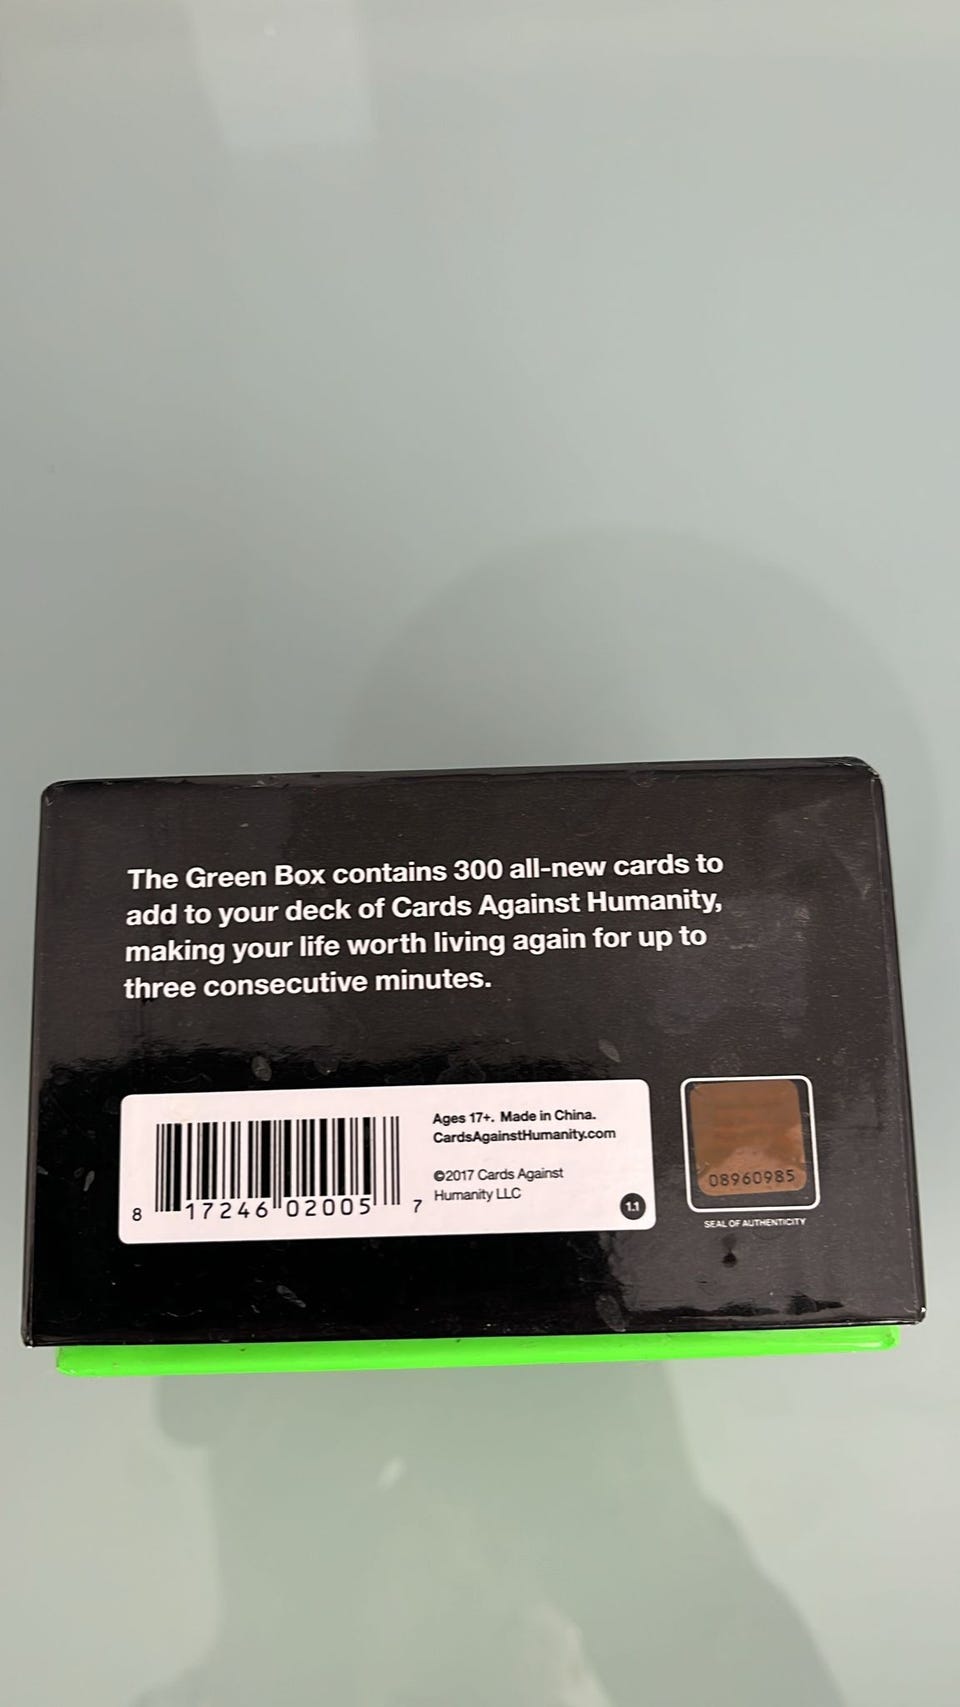 The Green Box contains 300 all-new cards to
add to your deck of Cards Against Humanity,
making your life worth living again for up to
three consecutive minutes.
Ages 17+. Made in China.
CardsAgainstHumanity.com
©2017 Cards Against
Humanity LLC
1.1
8 17246 02005 7
08960985
SEAL OF AUTHENTICITY